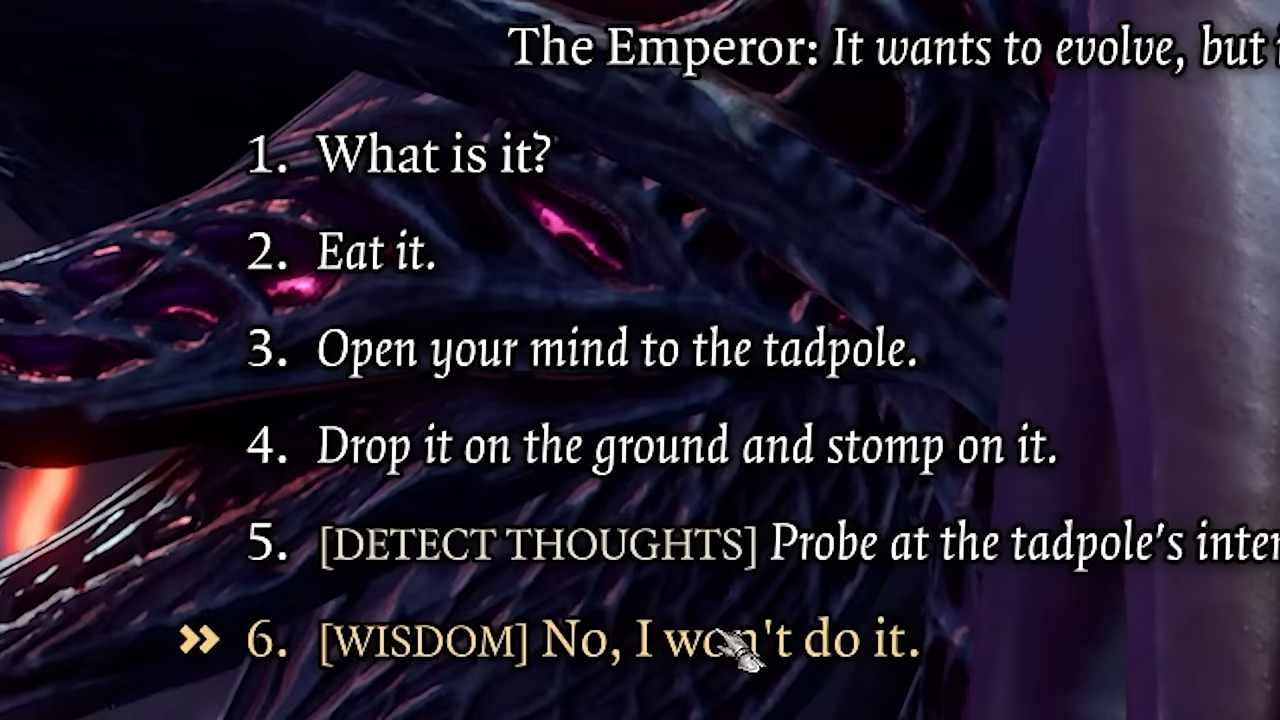 The Emperor: It wants to evolve, but
1. What is it?
2. Eat it.
3. Open your mind to the tadpole.
4. Drop it on the ground and stomp on it.
5. [DETECT THOUGHTS] Probe at the tadpole's
6. [WISDOM] No, I won't do it.